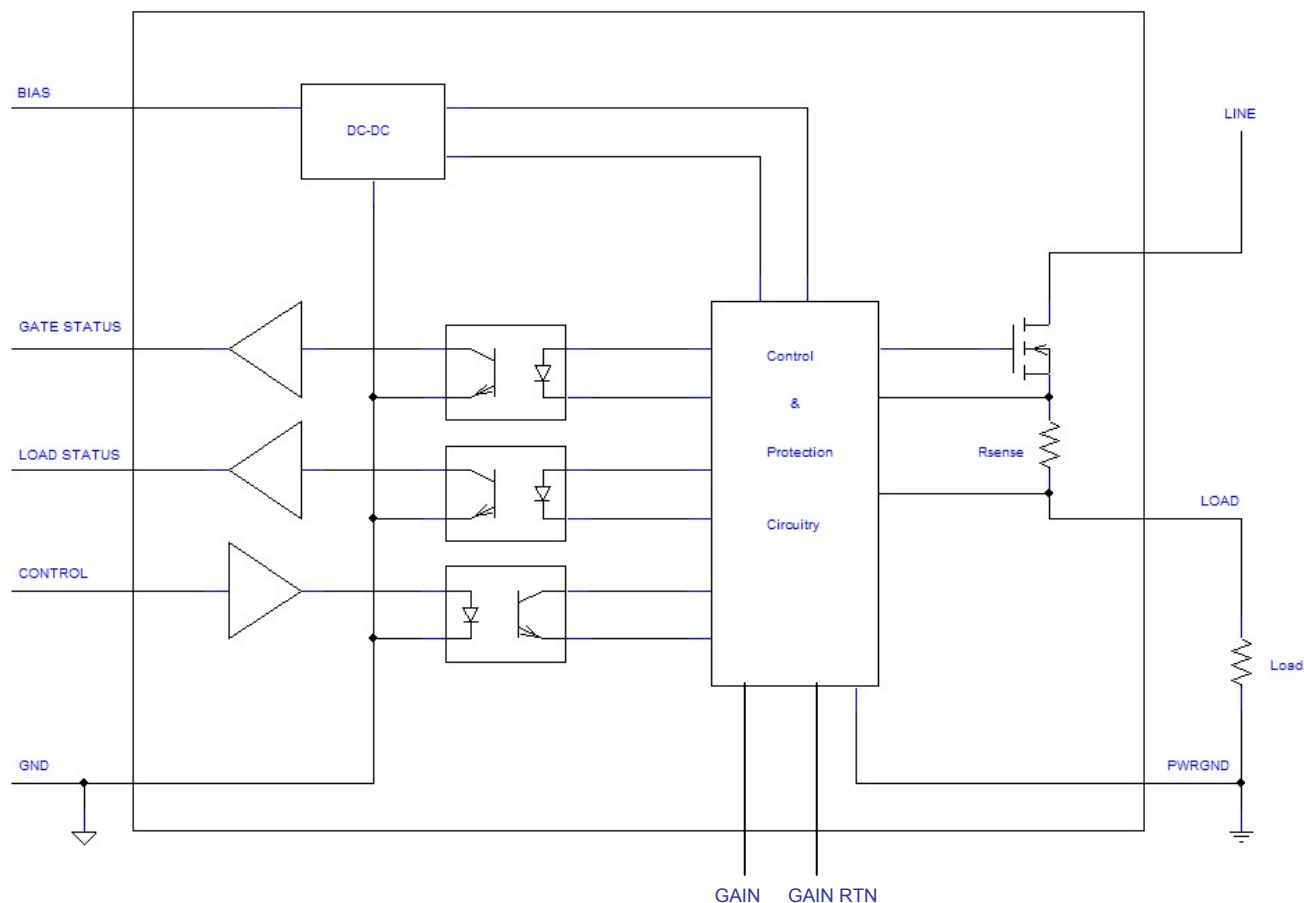 BIAS
DC-DC
LINE
GATE STATUS
Control
&
Protection
Circuitry
Rsense
LOAD STATUS
LOAD
CONTROL
Load
GND
PWRGND
GAIN
GAIN RTN